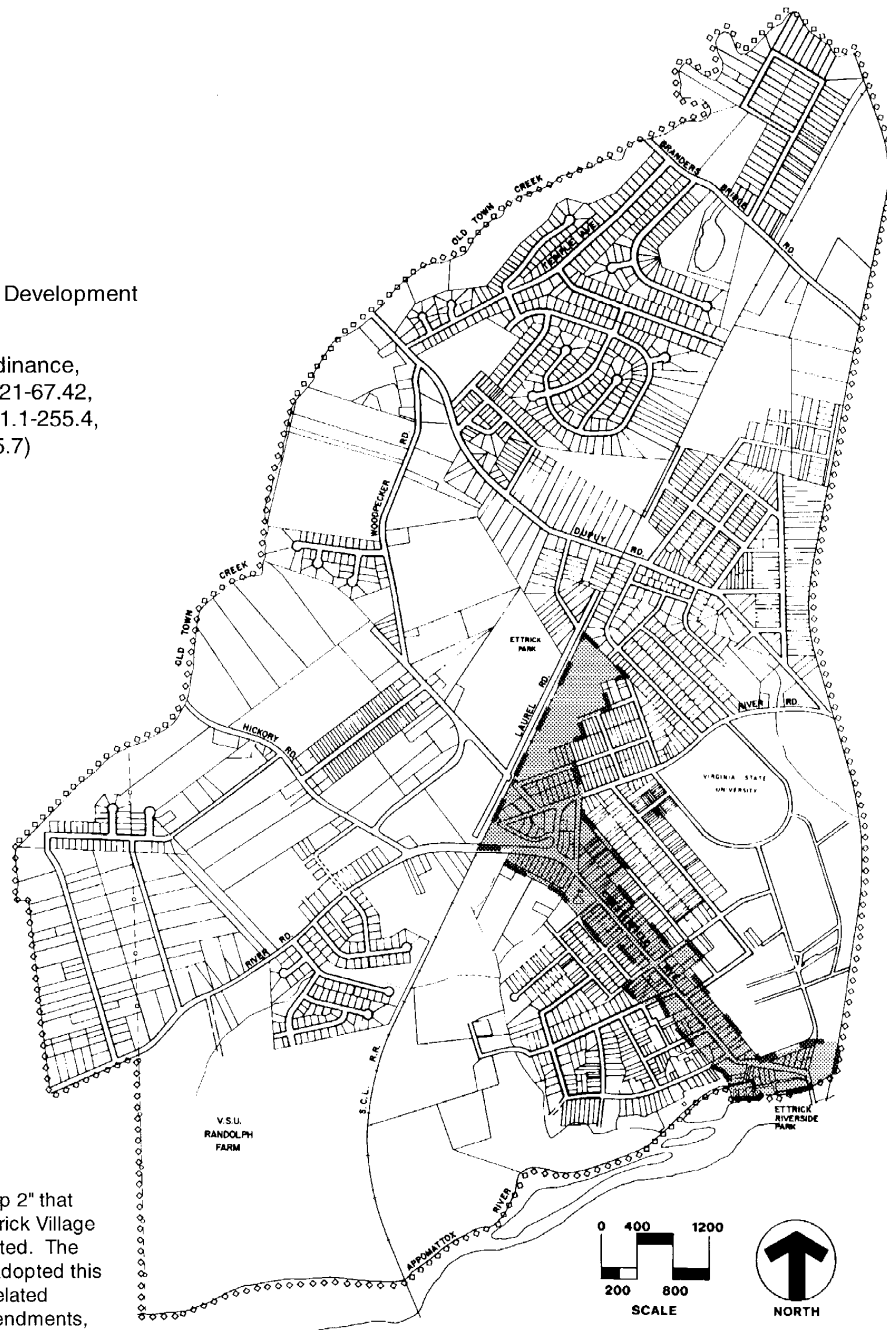 Development
dinance,
21-67.42,
1.1-255.4,
5.7)
OLD TOWN CREEK
BRANDERS BRIDGE RD.
TEMPLE AVE.
WOODPECKER RD.
DUPUY RD.
OLD TOWN CREEK
ETTRICK
PARK
LAUREL RD.
RIVER RD.
HICKORY RD.
VIRGINIA STATE
UNIVERSITY
RIVER RD.
S.C.L. R.R.
V.S.U.
RANDOLPH
FARM
ETTRICK
RIVERSIDE
PARK
APPOMATTOX RIVER
p 2" that
rick Village
ted. The
adopted this
elated
endments,
0 400 1200
200 800
SCALE
NORTH